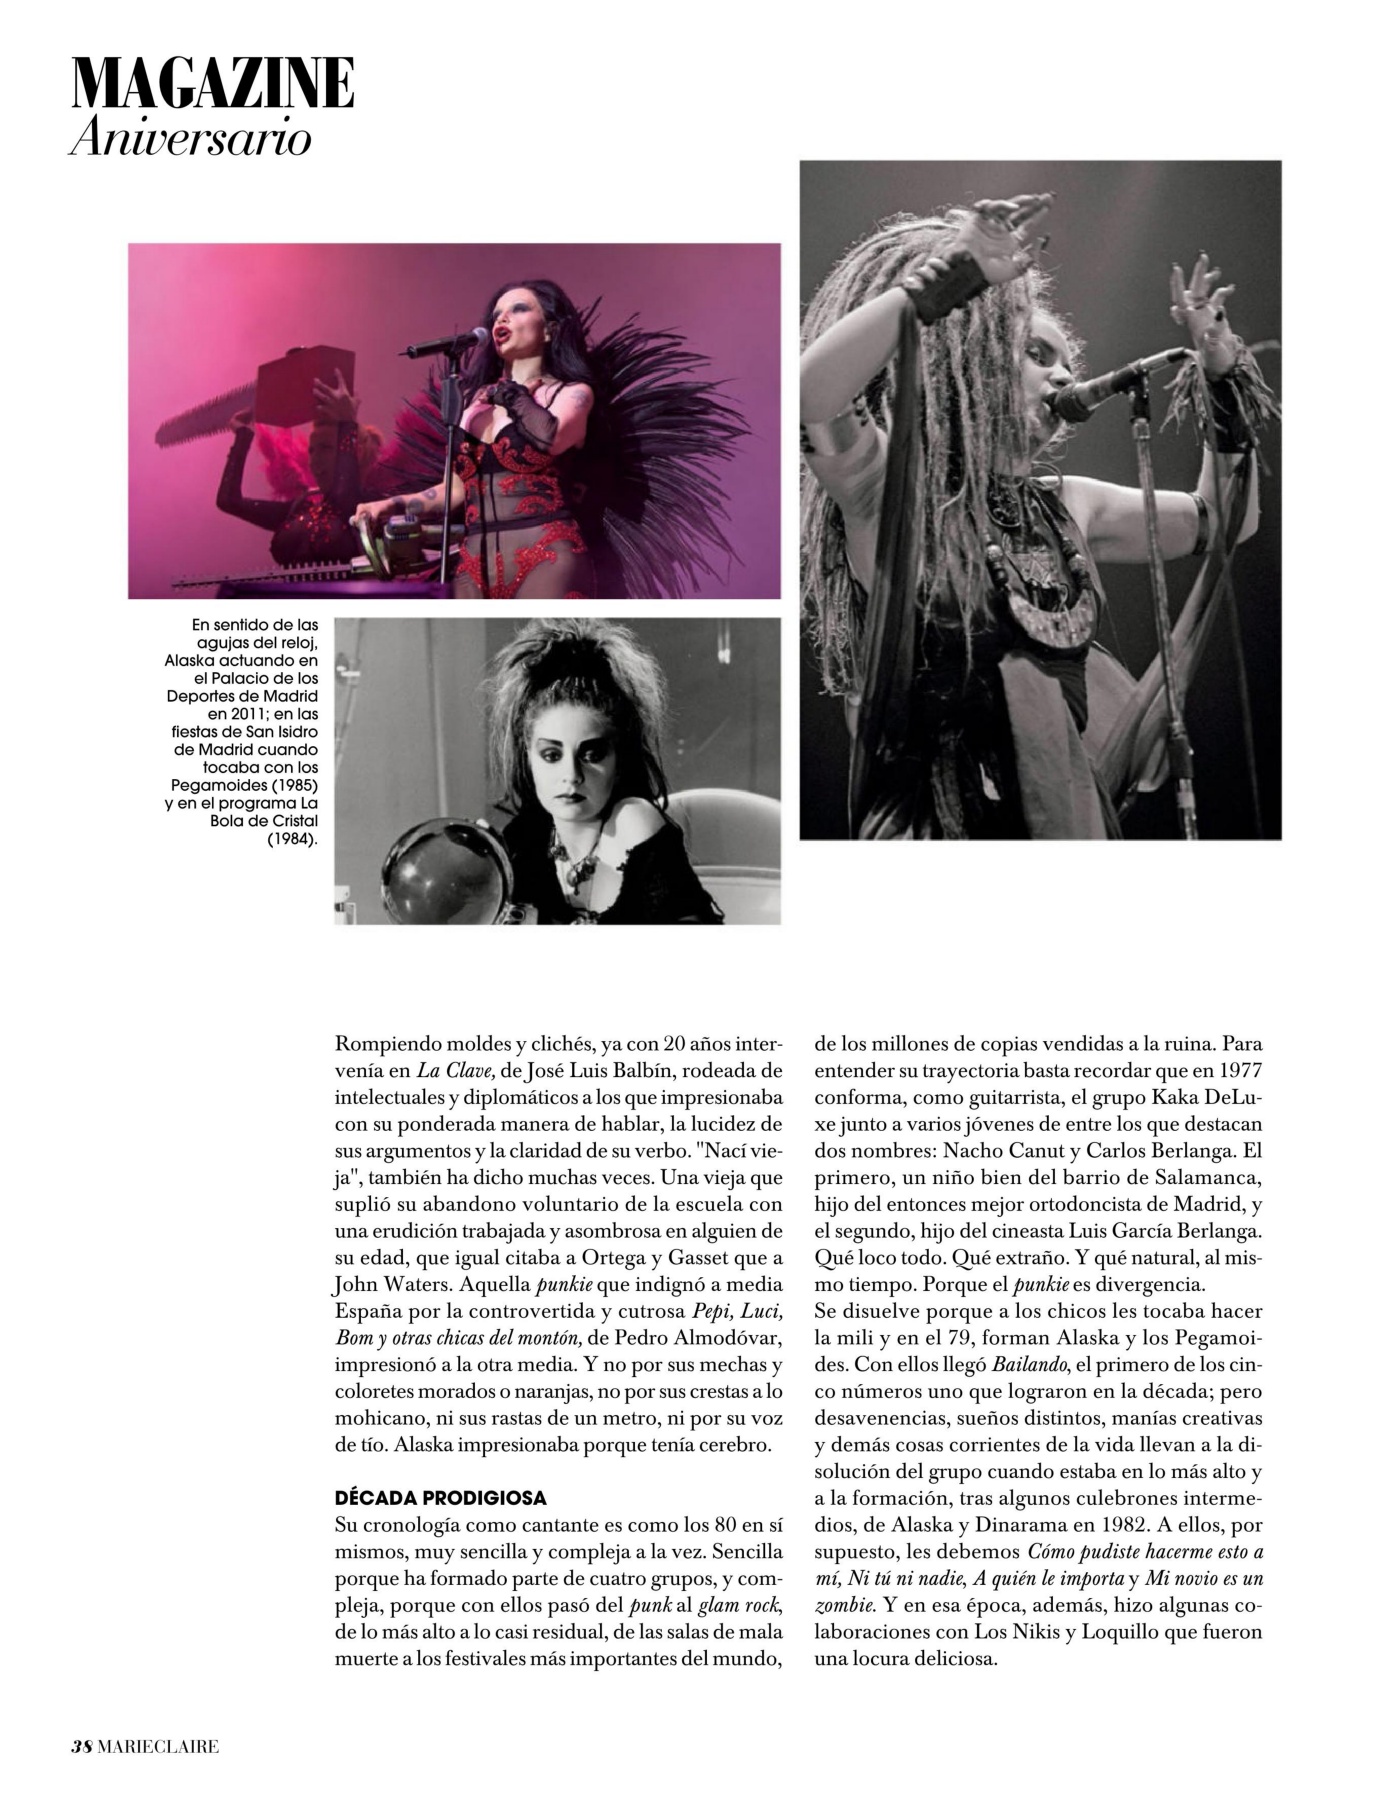 MAGAZINE
Aniversario
En sentido de las
agujas del reloj,
Alaska actuando en
el Palacio de los
Deportes de Madrid
en 2011; en las
fiestas de San Isidro
de Madrid cuando
tocaba con los
Pegamoides (1985)
y en el programa La
Bola de Cristal
(1984).
Rompiendo moldes y clichés, ya con 20 años inter-
venía en La Clave, de José Luis Balbín, rodeada de
intelectuales y diplomáticos a los que impresionaba
con su ponderada manera de hablar, la lucidez de
sus argumentos y la claridad de su verbo. "Nací vie-
ja", también ha dicho muchas veces. Una vieja que
suplió su abandono voluntario de la escuela con
una erudición trabajada y asombrosa en alguien de
su edad, que igual citaba a Ortega y Gasset que a
John Waters. Aquella punkie que indignó a media
España por la controvertida y cutrosa Pepi, Luci,
Bom y otras chicas del montón, de Pedro Almodóvar,
impresionó a la otra media. Y no por sus mechas y
coloretes morados o naranjas, no por sus crestas a lo
mohicano, ni sus rastas de un metro, ni por su voz
de tío. Alaska impresionaba porque tenía cerebro.
DÉCADA PRODIGIOSA
Su cronología como cantante es como los 80 en sí
mismos, muy sencilla y compleja a la vez. Sencilla
porque ha formado parte de cuatro grupos, y com-
pleja, porque con ellos pasó del punk al glam rock,
de lo más alto a lo casi residual, de las salas de mala
muerte a los festivales más importantes del mundo,
de los millones de copias vendidas a la ruina. Para
entender su trayectoria basta recordar que en 1977
conforma, como guitarrista, el grupo Kaka DeLu-
xe junto a varios jóvenes de entre los que destacan
dos nombres: Nacho Canut y Carlos Berlanga. El
primero, un niño bien del barrio de Salamanca,
hijo del entonces mejor ortodoncista de Madrid, y
el segundo, hijo del cineasta Luis García Berlanga.
Qué loco todo. Qué extraño. Y qué natural, al mis-
mo tiempo. Porque el punkie es divergencia.
Se disuelve porque a los chicos les tocaba hacer
la mili y en el 79, forman Alaska y los Pegamoi-
des. Con ellos llegó Bailando, el primero de los cin-
co números uno que lograron en la década; pero
desavenencias, sueños distintos, manías creativas
y demás cosas corrientes de la vida llevan a la di-
solución del grupo cuando estaba en lo más alto y
a la formación, tras algunos culebrones interme-
dios, de Alaska y Dinarama en 1982. A ellos, por
supuesto, les debemos Cómo pudiste hacerme esto a
mí, Ni tú ni nadie, A quién le importa y Mi novio es un
zombie. Y en esa época, además, hizo algunas co-
laboraciones con Los Nikis y Loquillo que fueron
una locura deliciosa.
38 MARIECLAIRE